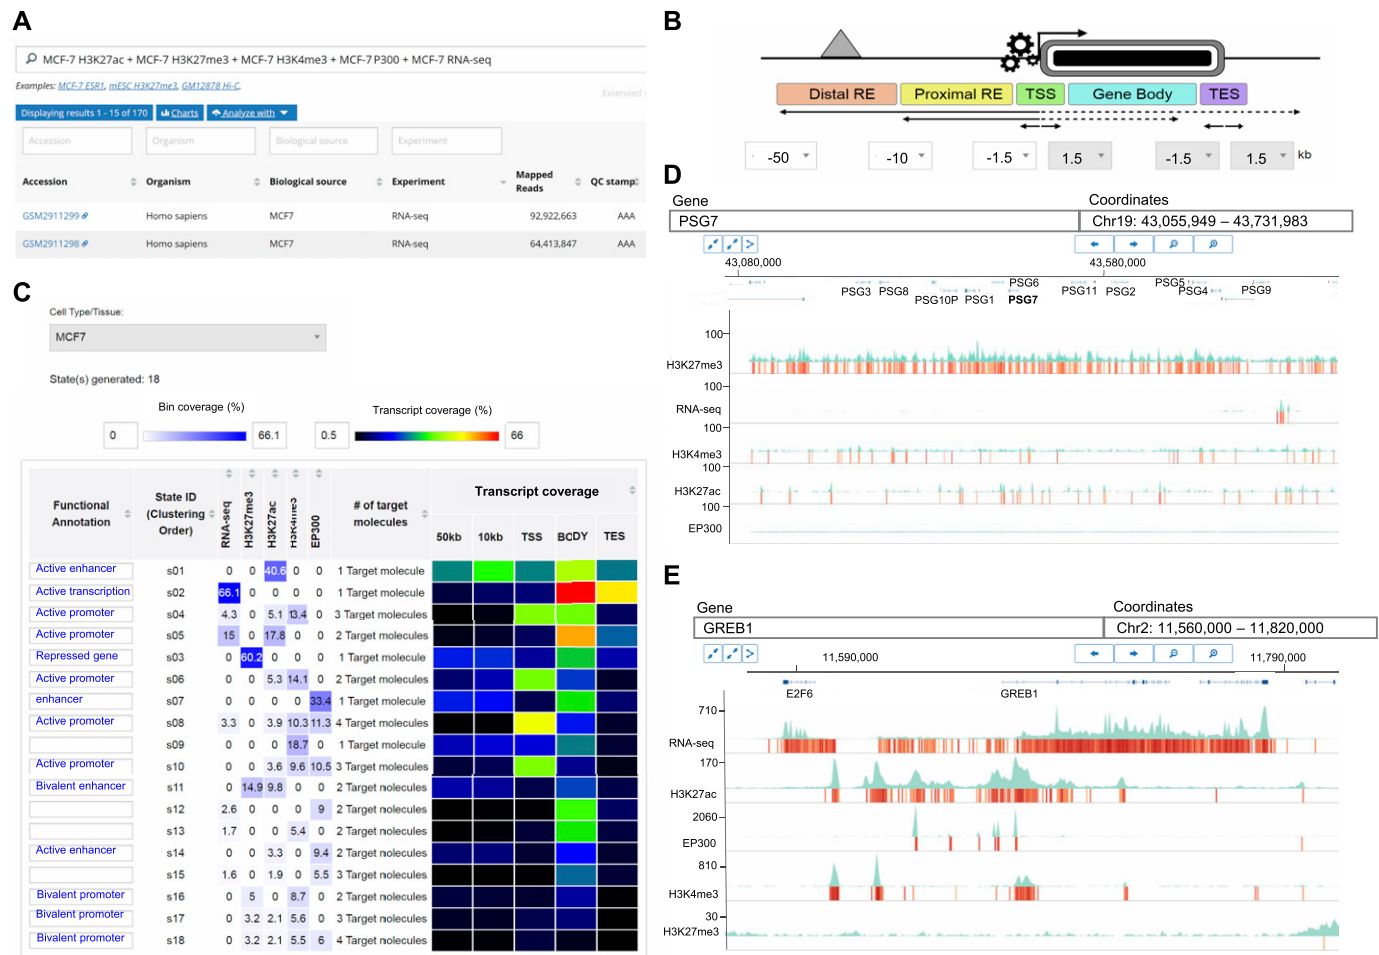 A
MCF-7 H3K27ac + MCF-7 H3K27me3 + MCF-7 H3K4me3 + MCF-7 P300 + MCF-7 RNA-seq
Examples: MCF-7 ESR1, mESC H3K27me3, GM12878 Hi-C.
Extended
Displaying results 1 - 15 of 170 Charts Analyze with
Accession Organism Biological source Experiment
Accession Organism Biological source Experiment Mapped Reads QC stamp
GSM2911299 Homo sapiens MCF7 RNA-seq 92,922,663 AAA
GSM2911298 Homo sapiens MCF7 RNA-seq 64,413,847 AAA
B
Distal RE Proximal RE TSS Gene Body TES
-50 -10 -1.5 1.5 -1.5 1.5 kb
C
Cell Type/Tissue:
MCF7
State(s) generated: 18
Bin coverage (%) Transcript coverage (%)
0 66.1 0.5 66
Functional Annotation State ID (Clustering Order) RNA-seq H3K27me3 H3K27ac H3K4me3 EP300 # of target molecules Transcript coverage
50kb 10kb TSS BODY TES
Active enhancer s01 0 0 40.6 0 0 1 Target molecule
Active transcription s02 66.1 0 0 0 0 1 Target molecule
Active promoter s04 4.3 0 5.1 13.4 0 3 Target molecules
Active promoter s05 15 0 17.8 0 0 2 Target molecules
Repressed gene s03 0 60.2 0 0 0 1 Target molecule
Active promoter s06 0 0 5.3 14.1 0 2 Target molecules
enhancer s07 0 0 0 0 33.4 1 Target molecule
Active promoter s08 3.3 0 3.9 10.3 11.3 4 Target molecules
s09 0 0 0 18.7 0 1 Target molecule
Active promoter s10 0 0 3.6 9.6 10.5 3 Target molecules
Bivalent enhancer s11 0 14.9 9.8 0 0 2 Target nolecules
s12 2.6 0 0 0 9 2 Target nolecules
s13 1.7 0 0 5.4 0 2 Target nolecules
Active enhancer s14 0 0 3.3 0 9.4 2 Target nolecules
s15 1.6 0 1.9 0 5.5 3 Target nolecules
Bivalent promoter s16 0 5 0 8.7 0 2 Target nolecules
Bivalent promoter s17 0 3.2 2.1 5.6 0 3 Target nolecules
Bivalent promoter s18 0 3.2 2.1 5.5 6 4 Target nolecules
D
Gene Coordinates
PSG7 Chr19: 43,055,949 – 43,731,983
43,080,000 43,580,000
PSG3 PSG8 PSG10P PSG1 PSG6 PSG7 PSG11 PSG2 PSG5 PSG4 PSG9
100
H3K27me3
100
RNA-seq
100
H3K4me3
100
H3K27ac
100
EP300
E
Gene Coordinates
GREB1 Chr2: 11,560,000 – 11,820,000
11,590,000 11,790,000
E2F6 GREB1
710
RNA-seq
170
H3K27ac
2060
EP300
810
H3K4me3
30
H3K27me3